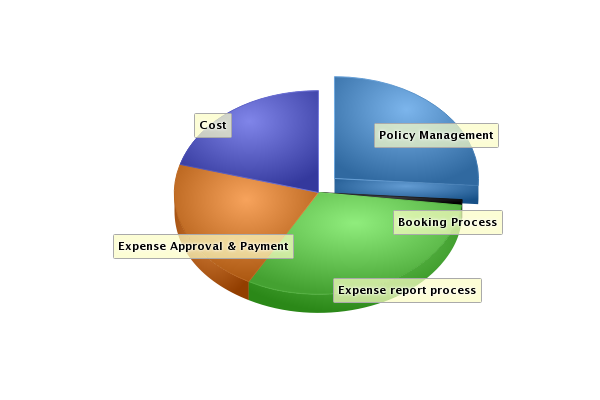 Cost
Policy Management
Booking Process
Expense Approval & Payment
Expense report process